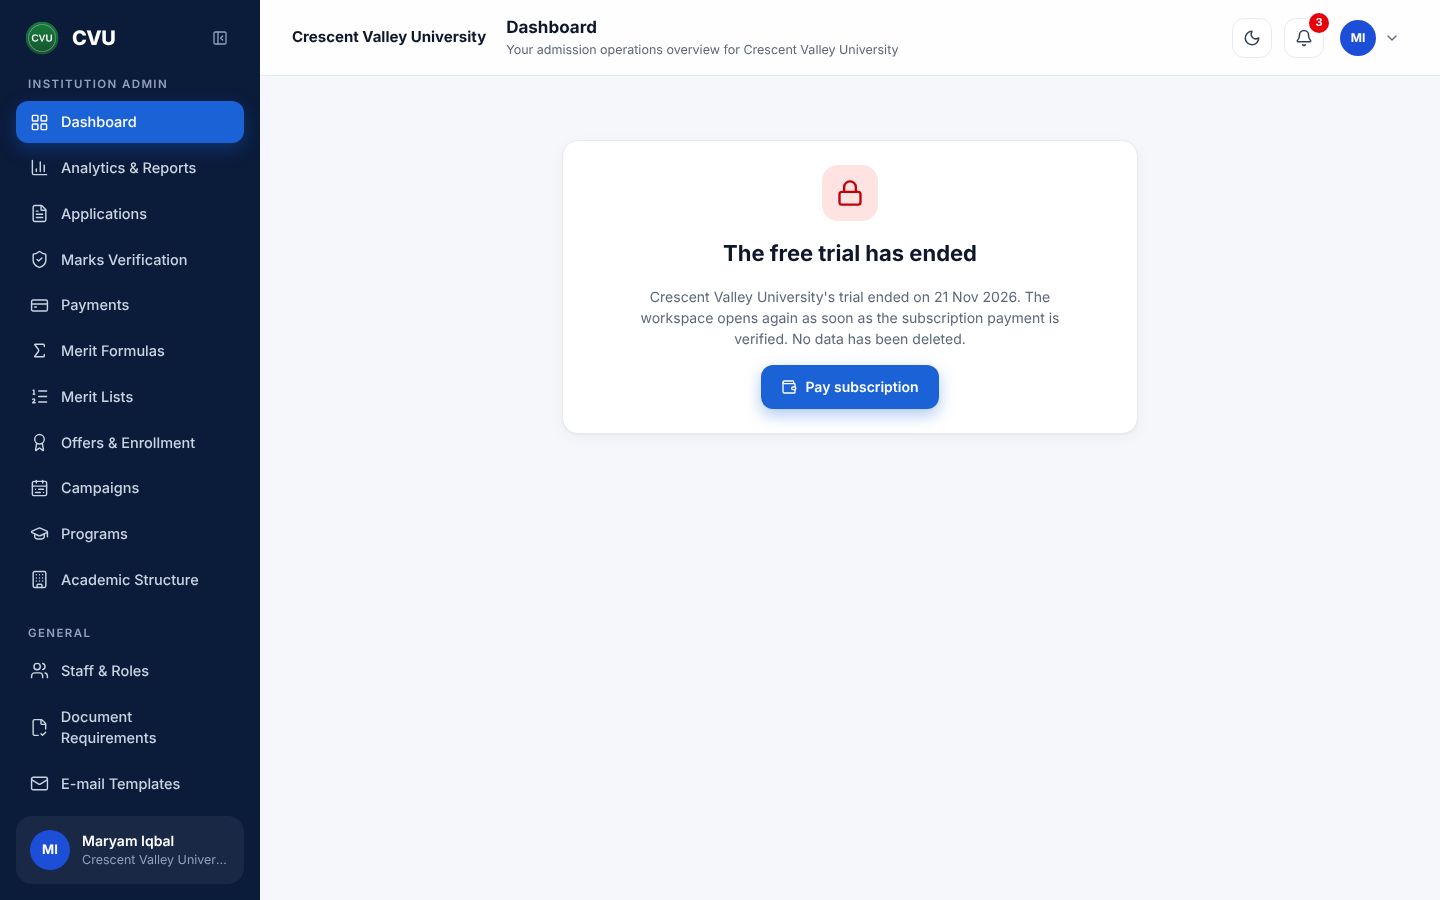 CVU
CVU
INSTITUTION ADMIN
Dashboard
Analytics & Reports
Applications
Marks Verification
Payments
Merit Formulas
Merit Lists
Offers & Enrollment
Campaigns
Programs
Academic Structure
GENERAL
Staff & Roles
Document
Requirements
E-mail Templates
MI
Maryam Iqbal
Crescent Valley Univer...
Crescent Valley University
Dashboard
Your admission operations overview for Crescent Valley University
3
MI
The free trial has ended
Crescent Valley University's trial ended on 21 Nov 2026. The
workspace opens again as soon as the subscription payment is
verified. No data has been deleted.
Pay subscription